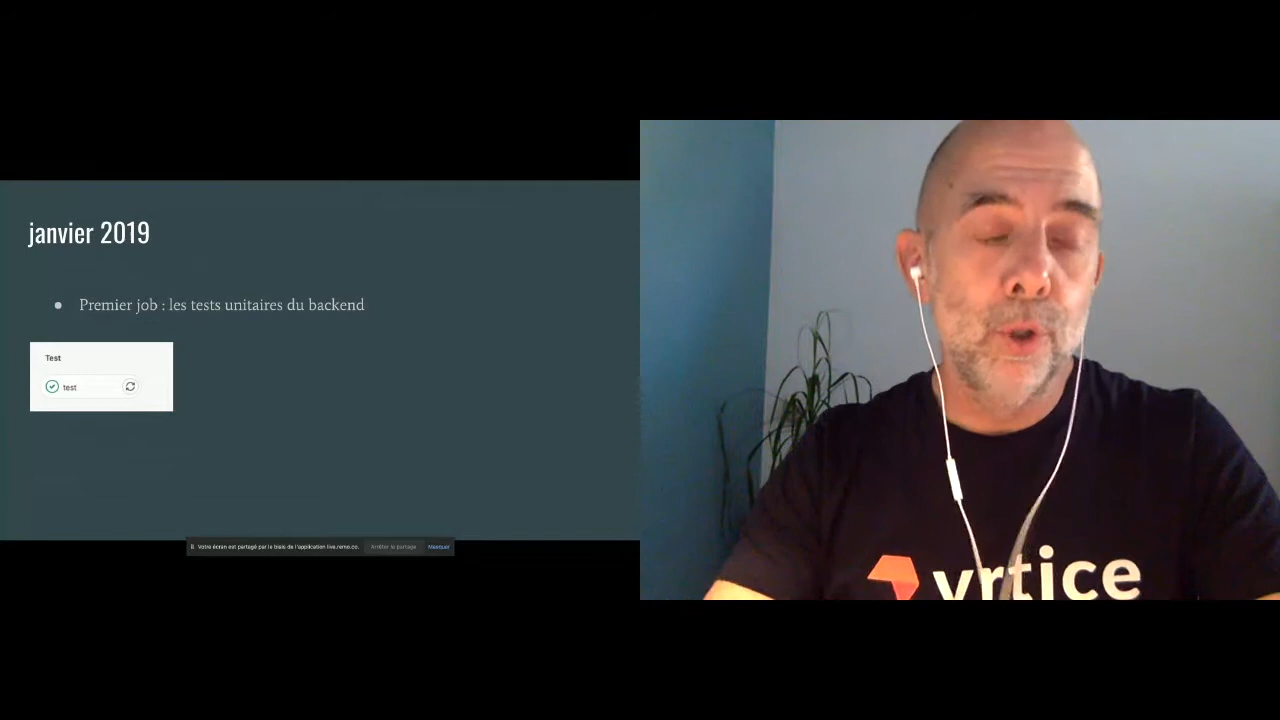 janvier 2019
Premier job : les tests unitaires du backend
Test
test
Votre écran est partagé par le biais de l'application live.remo.co.
Arrêter le partage
Masquer
vrtice